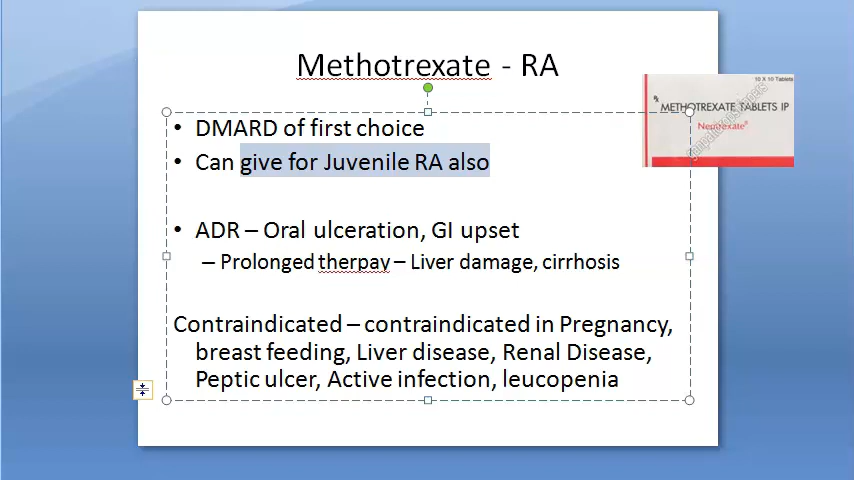 Methotrexate - RA
10 X 10 Tablets
METHOTREXATE TABLETS IP
• DMARD of first choice
• Can give for Juvenile RA also
• ADR – Oral ulceration, GI upset
– Prolonged therpay – Liver damage, cirrhosis
Contraindicated – contraindicated in Pregnancy,
breast feeding, Liver disease, Renal Disease,
Peptic ulcer, Active infection, leucopenia